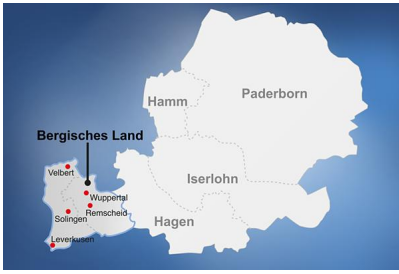 Paderborn
Hamm
Bergisches Land
Velbert
Iserlohn
Wuppertal
Remscheid
Solingen
Hagen
Leverkusen